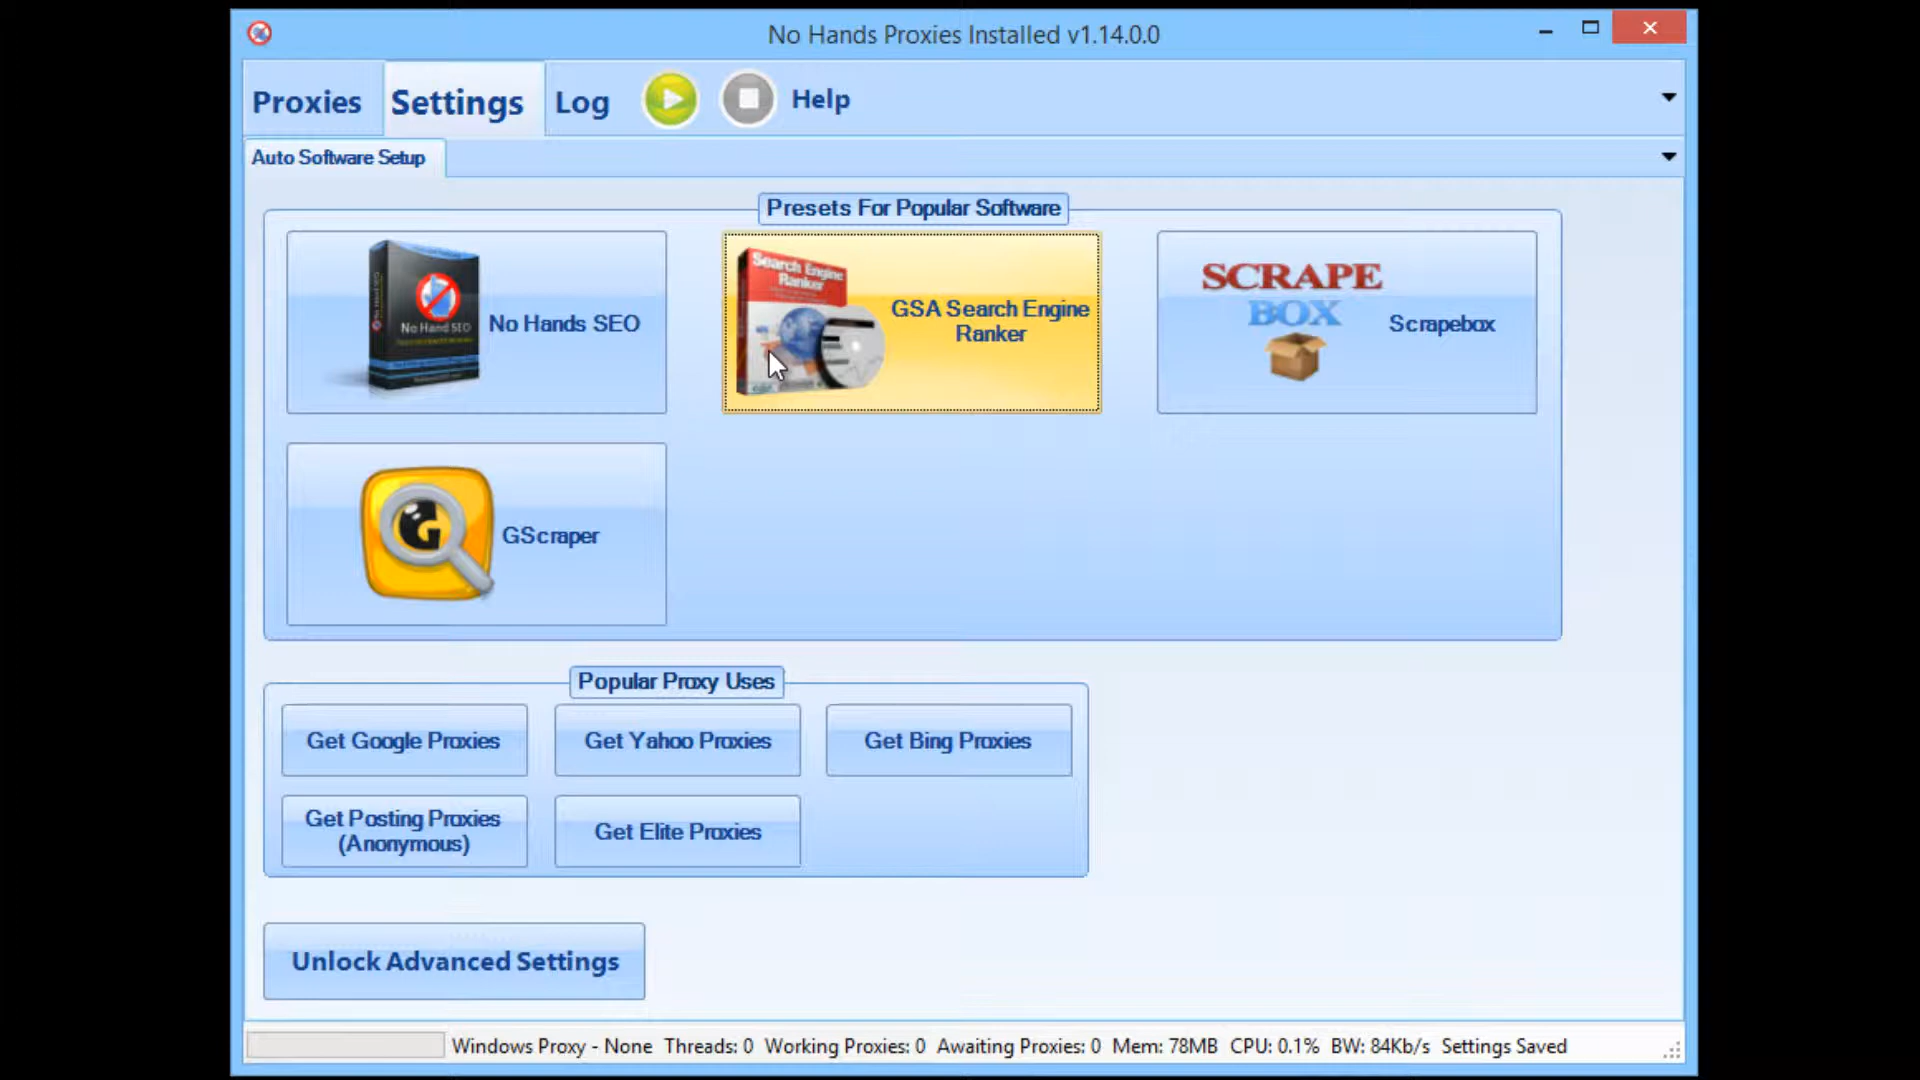 No Hands Proxies Installed v1.14.0.0
Proxies
Settings
Log
Help
Auto Software Setup
Presets For Popular Software
No Hand SEO
No Hands SEO
Search Engine
Ranker
GSA Search Engine
Ranker
SCRAPE
BOX
Scrapebox
G
GScraper
Popular Proxy Uses
Get Google Proxies
Get Yahoo Proxies
Get Bing Proxies
Get Posting Proxies
(Anonymous)
Get Elite Proxies
Unlock Advanced Settings
Windows Proxy - None Threads: 0 Working Proxies: 0 Awaiting Proxies: 0 Mem: 78MB CPU: 0.1% BW: 84Kb/s Settings Saved